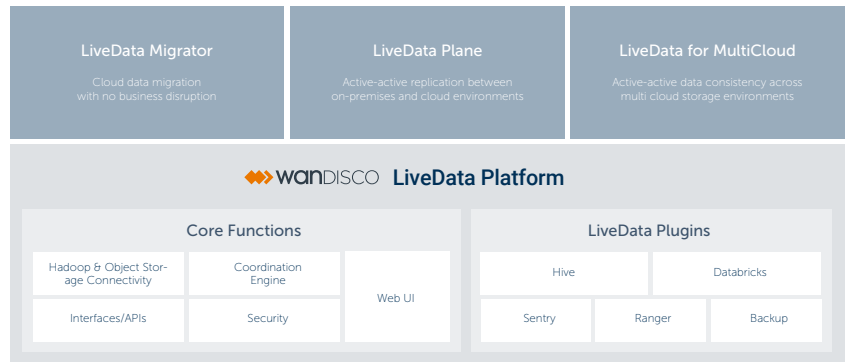 LiveData Migrator
Cloud data migration
with no business disruption
LiveData Plane
Active-active replication between
on-premises and cloud environments
LiveData for MultiCloud
Active-active data consistency across
multi cloud storage environments
WANDISCO LiveData Platform
Core Functions
Hadoop & Object Stor-
age Connectivity
Coordination
Engine
Web UI
Interfaces/APIs
Security
LiveData Plugins
Hive
Databricks
Sentry
Ranger
Backup